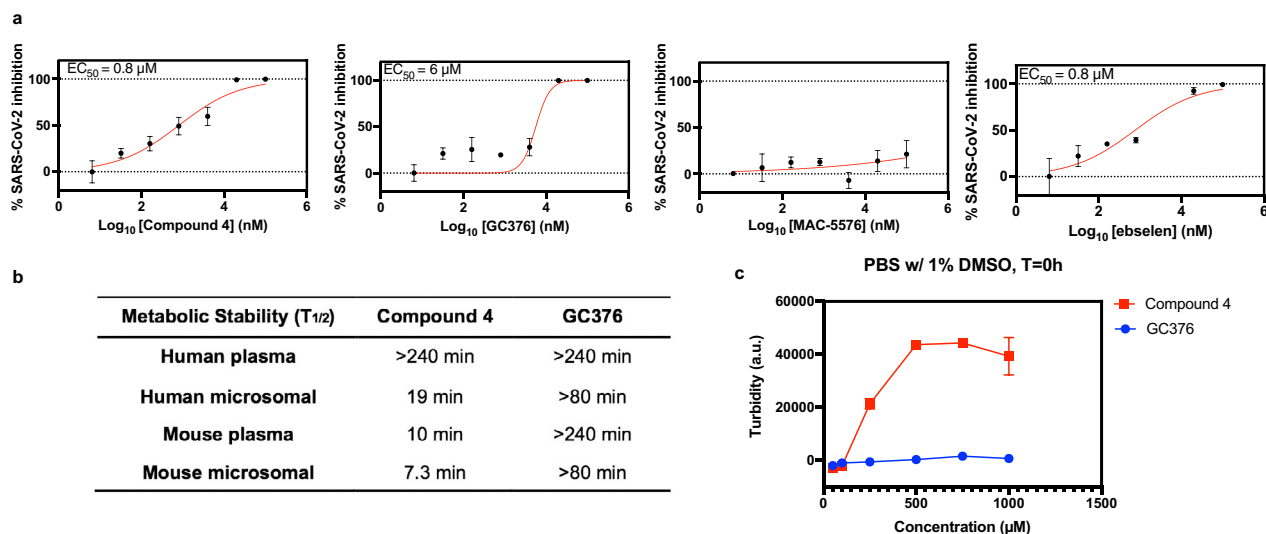 a
% SARS-CoV-2 inhibition
EC50 = 0.8 µM
100
50
0
0 2 4 6
Log10 [Compound 4] (nM)
% SARS-CoV-2 inhibition
EC50 = 6 µM
100
50
0
0 2 4 6
Log10 [GC376] (nM)
% SARS-CoV-2 inhibition
100
50
0
0 2 4 6
Log10 [MAC-5576] (nM)
% SARS-CoV-2 inhibition
EC50 = 0.8 µM
100
50
0
0 2 4 6
Log10 [ebselen] (nM)
b
Metabolic Stability (T1/2) Compound 4 GC376
Human plasma >240 min >240 min
Human microsomal 19 min >80 min
Mouse plasma 10 min >240 min
Mouse microsomal 7.3 min >80 min
c
PBS w/ 1% DMSO, T=0h
Turbidity (a.u.)
60000
40000
20000
0
0 500 1000 1500
Concentration (µM)
Compound 4
GC376